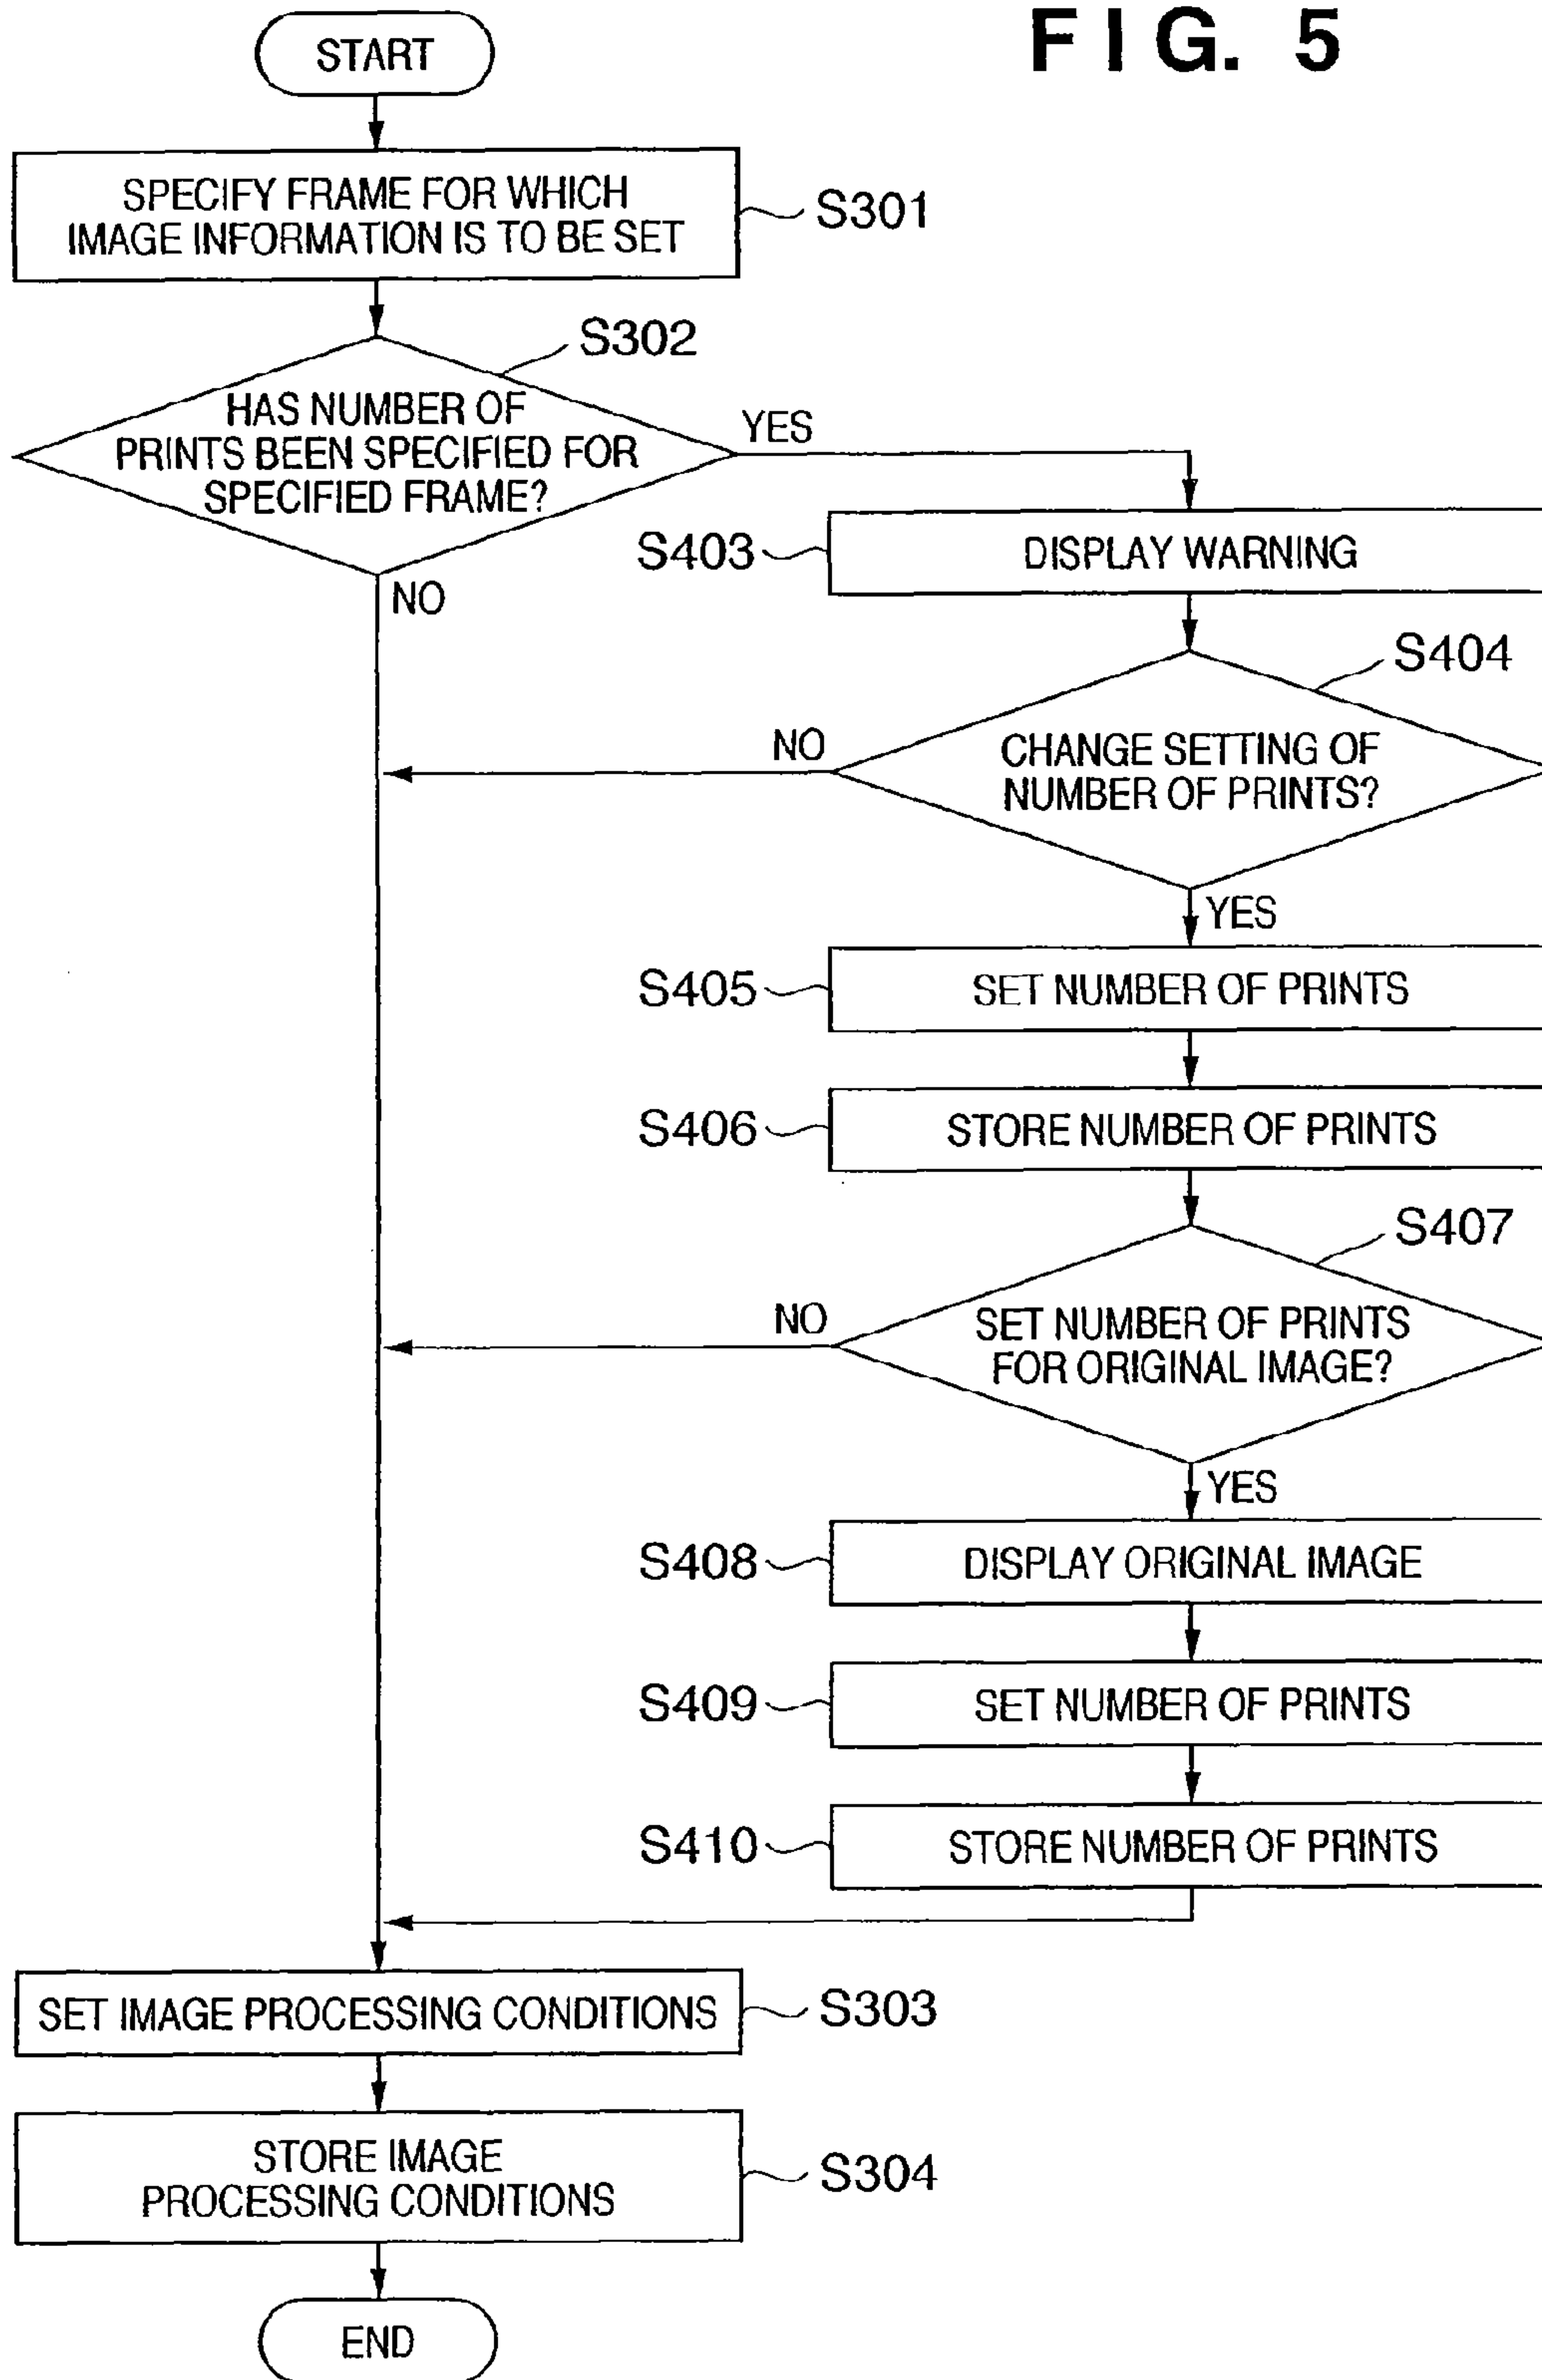 FIG. 5
START
SPECIFY FRAME FOR WHICH
IMAGE INFORMATION IS TO BE SET
S301
S302
HAS NUMBER OF
PRINTS BEEN SPECIFIED FOR
SPECIFIED FRAME?
YES
NO
S403
DISPLAY WARNING
S404
CHANGE SETTING OF
NUMBER OF PRINTS?
NO
YES
S405
SET NUMBER OF PRINTS
S406
STORE NUMBER OF PRINTS
S407
SET NUMBER OF PRINTS
FOR ORIGINAL IMAGE?
NO
YES
S408
DISPLAY ORIGINAL IMAGE
S409
SET NUMBER OF PRINTS
S410
STORE NUMBER OF PRINTS
SET IMAGE PROCESSING CONDITIONS
S303
STORE IMAGE
PROCESSING CONDITIONS
S304
END